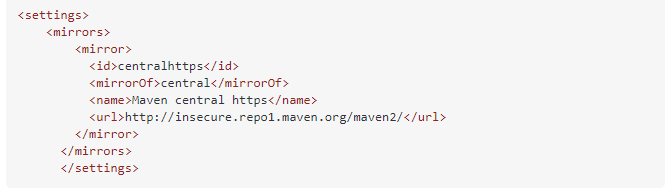 <settings>
<mirrors>
<mirror>
<id>centralhttps</id>
<mirrorOf>central</mirrorOf>
<name>Maven central https</name>
<url>http://insecure.repo1.maven.org/maven2/</url>
</mirror>
</mirrors>
</settings>